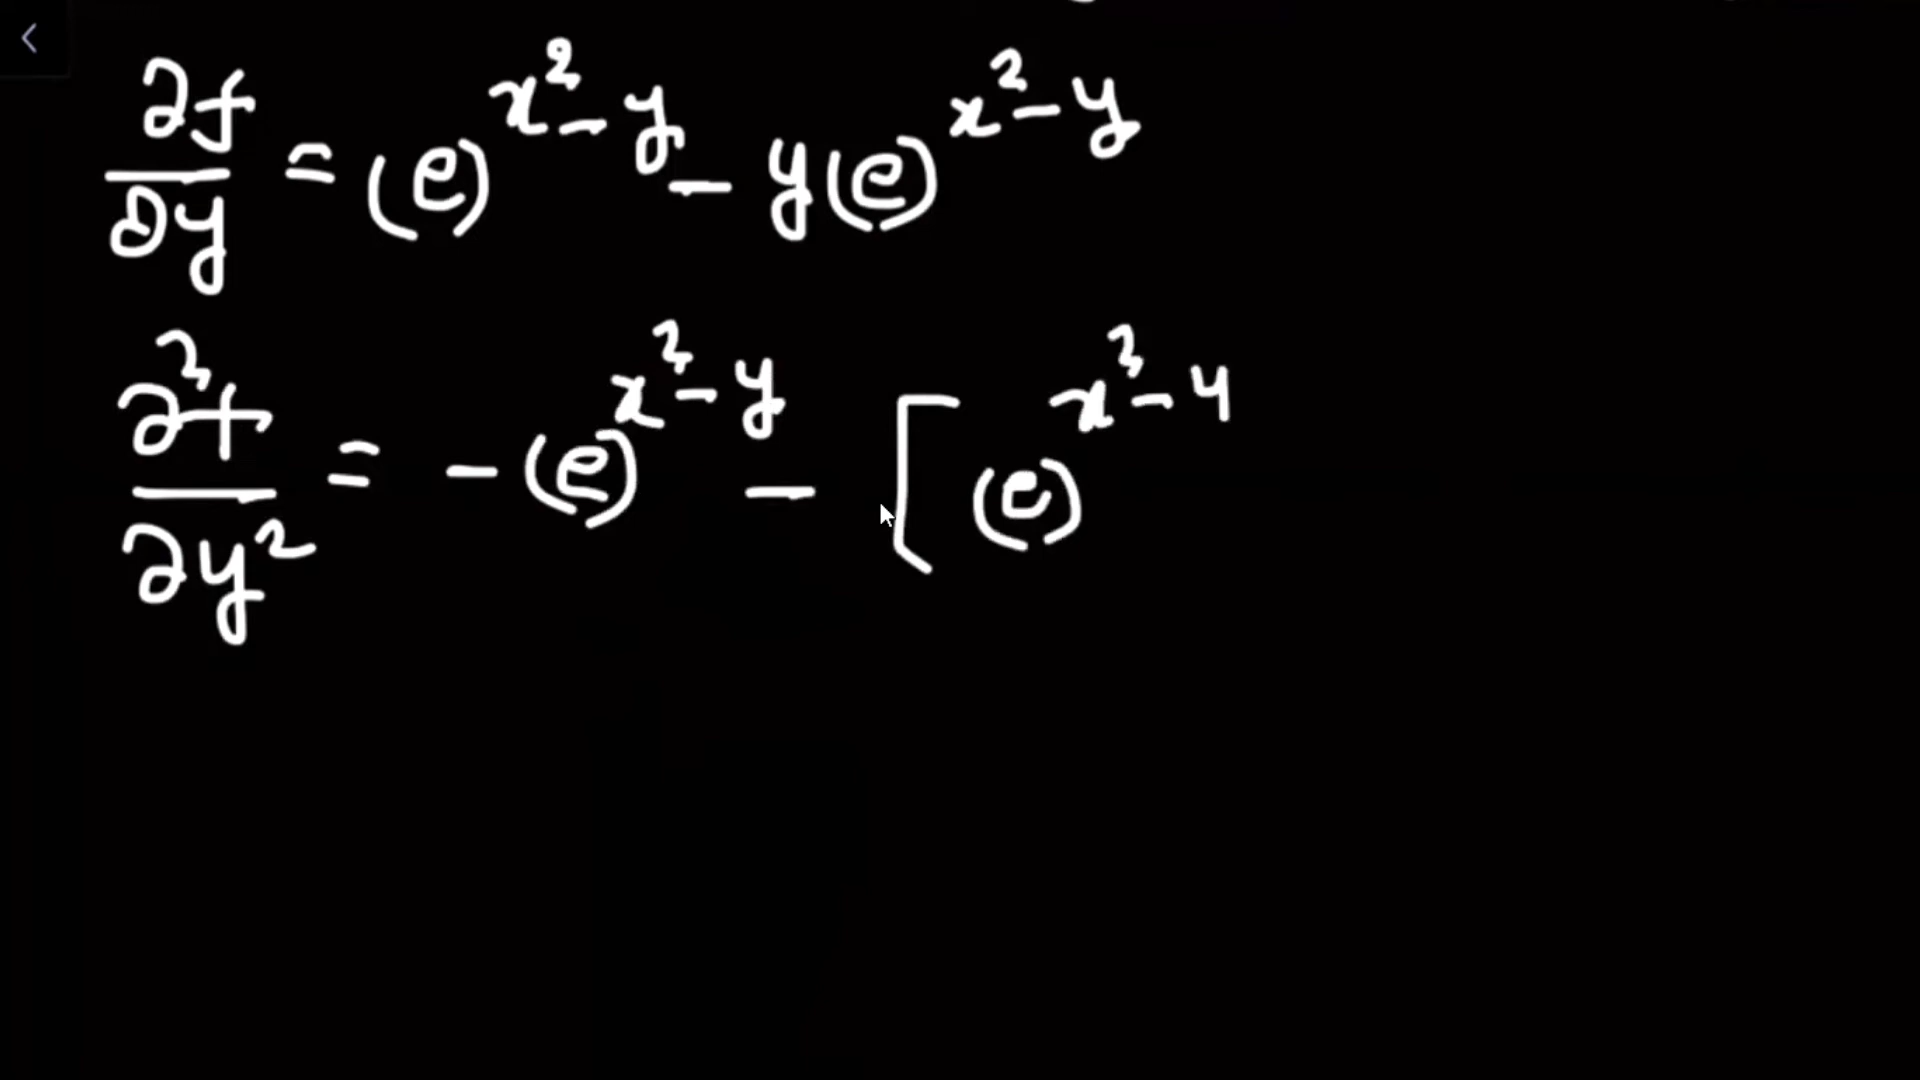 ∂f/∂y = (e)^{x²-y} - y(e)^{x²-y}
∂²f/∂y² = -(e)^{x²-y} - [(e)^{x²-y}